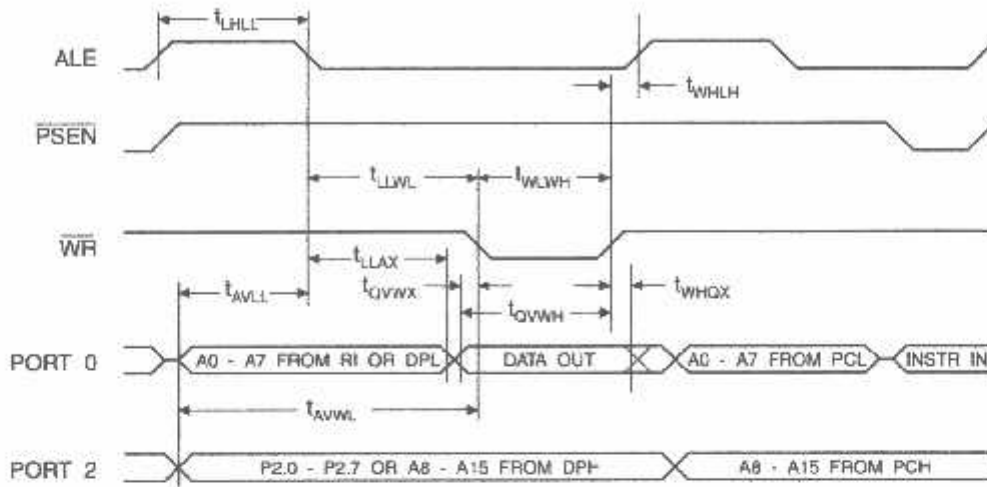 tLHLL
ALE
tWHLH
PSEN
tLLWL
tWLWH
WR
tLLAX
tAVLL
tQVWX
tWHQX
tQVWH
PORT 0
A0 - A7 FROM RI OR DPL
DATA OUT
A0 - A7 FROM PCL
INSTR IN
tAVWL
PORT 2
P2.0 - P2.7 OR A8 - A15 FROM DPH
A8 - A15 FROM PCH